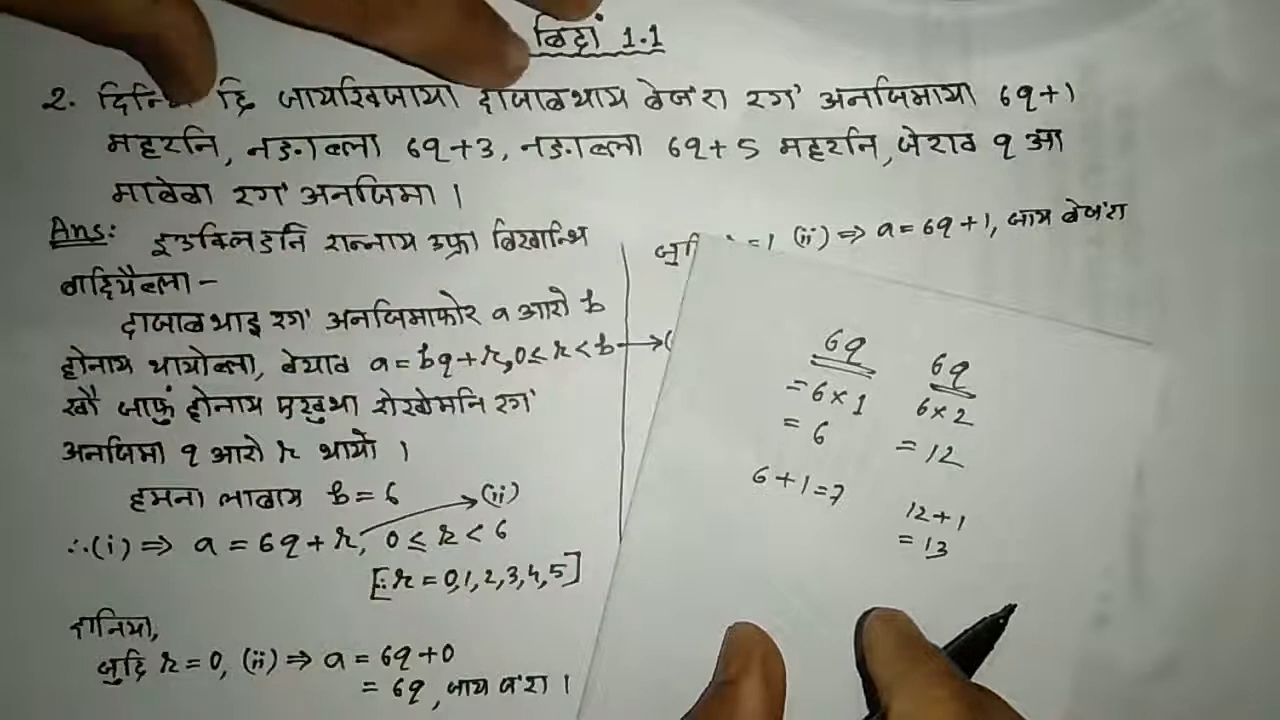 बिदां 1.1
2. दिन्थि दि जायखिजाया दाजाबथाय बेज'रा रग' अनजिमाया 6q+1
महरनि, नङाब्ला 6q+3, नङाब्ला 6q+5 महरनि, जेराव q आ
माबेबा रग' अनजिमा ।
Ans: इउक्लिडनि रान्नाय उफ्रा बिखान्थि
बाहियैब्ला -
दाजाबथाइ रग' अनजिमाफोर a आरो b
होनाय थायोब्ला, बेयाव a = bq + r, 0 ≤ r < b →(
खौ जाफुं होनाय मुखुथा रोखोमनि रग'
अनजिमा q आरो r थायो ।
हमना लाबाय b = 6
∴(i) ⇒ a = 6q + r, 0 ≤ r < 6 →(ii)
[∵ r = 0,1,2,3,4,5]
दानिया,
जुदि r = 0, (ii) ⇒ a = 6q + 0
= 6q, जाय ज'रा ।
=1 (ii) ⇒ a = 6q + 1, जाय बेज'रा
6q
= 6×1
= 6
6+1=7
6q
6×2
= 12
12+1
= 13